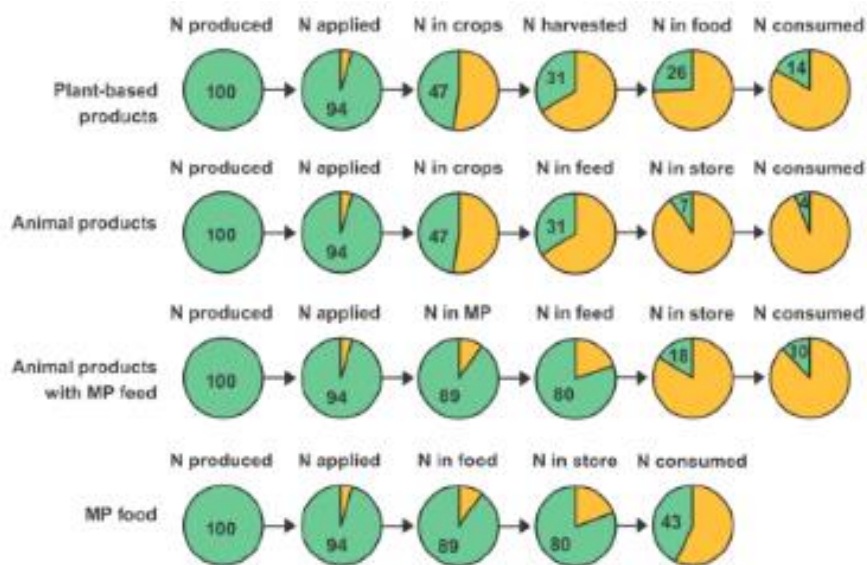 N produced N applied N in crops N harvested N in food N consumed
Plant-based
products
100 94 47 31 26 14
N produced N applied N in crops N in feed N in store N consumed
Animal products
100 94 47 31 7 4
N produced N applied N in MP N in feed N in store N consumed
Animal products
with MP feed
100 94 89 80 18 10
N produced N applied N in food N in store N consumed
MP food
100 94 89 80 43